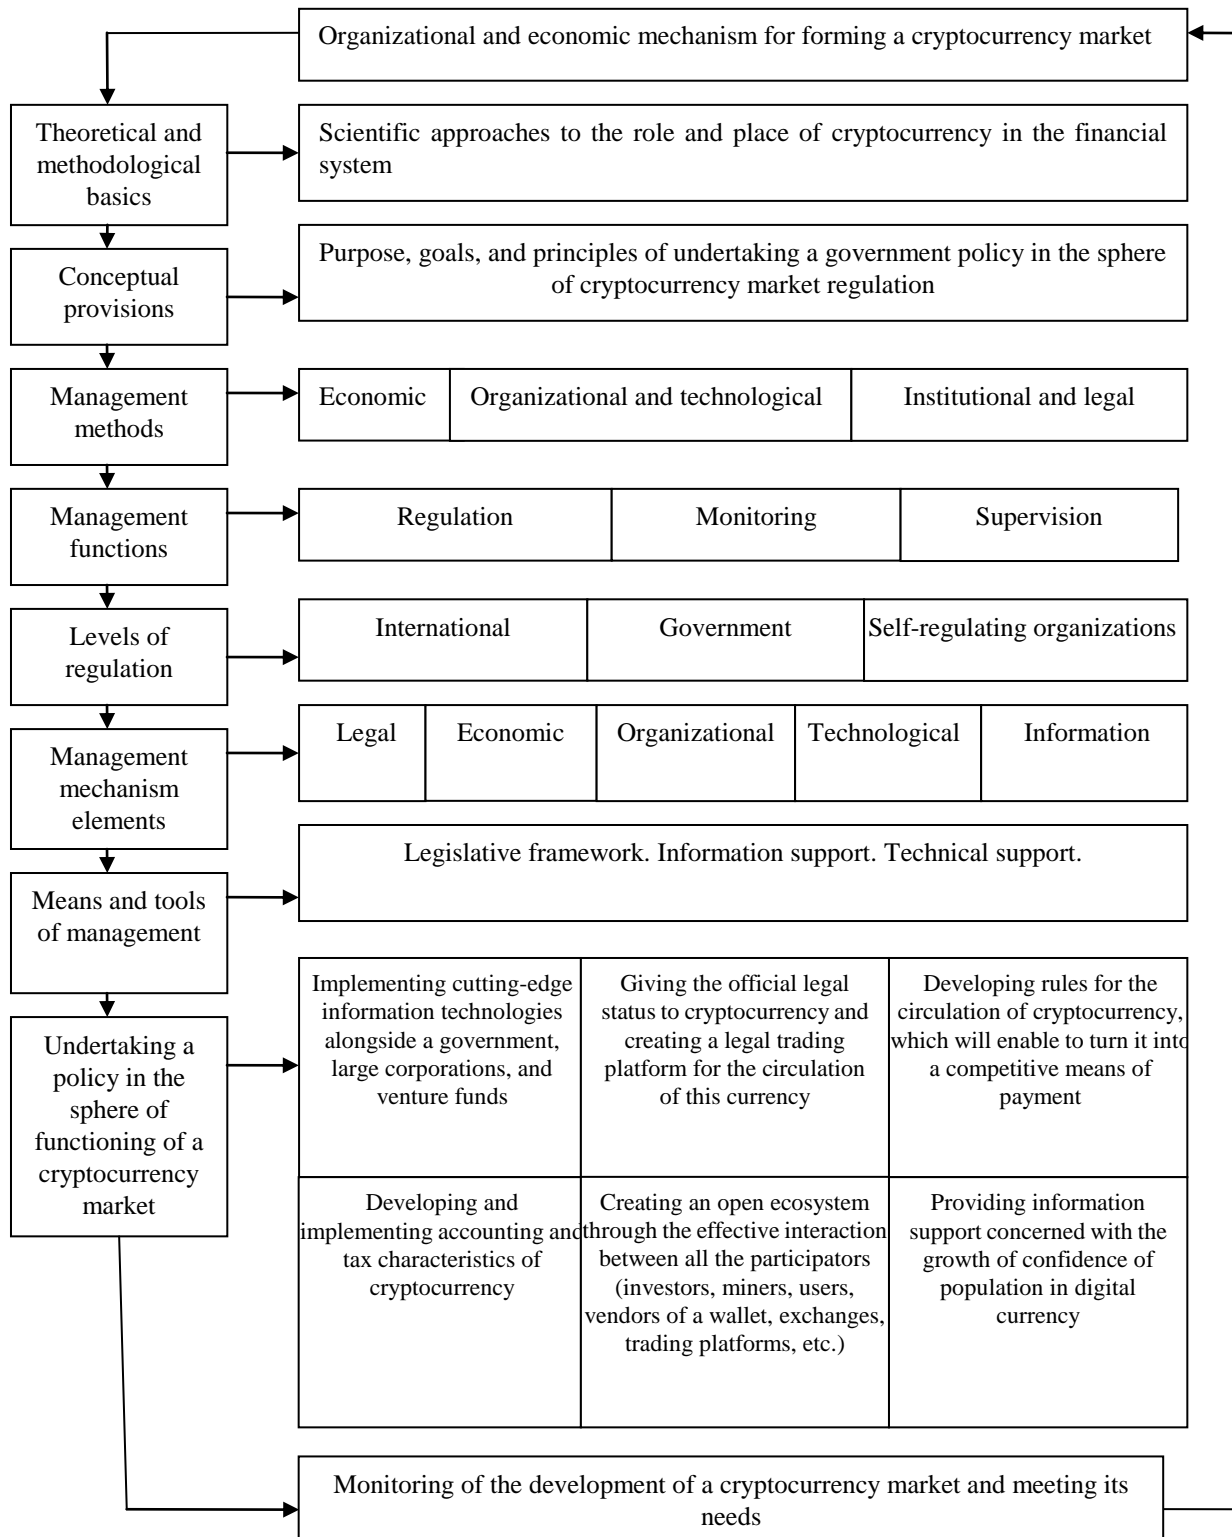 Organizational and economic mechanism for forming a cryptocurrency market
Theoretical and
methodological
basics
Scientific approaches to the role and place of cryptocurrency in the financial
system
Conceptual
provisions
Purpose, goals, and principles of undertaking a government policy in the sphere
of cryptocurrency market regulation
Management
methods
Economic
Organizational and technological
Institutional and legal
Management
functions
Regulation
Monitoring
Supervision
Levels of
regulation
International
Government
Self-regulating organizations
Management
mechanism
elements
Legal
Economic
Organizational
Technological
Information
Means and tools
of management
Legislative framework. Information support. Technical support.
Undertaking a
policy in the
sphere of
functioning of a
cryptocurrency
market
Implementing cutting-edge
information technologies
alongside a government,
large corporations, and
venture funds
Giving the official legal
status to cryptocurrency and
creating a legal trading
platform for the circulation
of this currency
Developing rules for the
circulation of cryptocurrency,
which will enable to turn it into
a competitive means of
payment
Developing and
implementing accounting and
tax characteristics of
cryptocurrency
Creating an open ecosystem
through the effective interaction
between all the participators
(investors, miners, users,
vendors of a wallet, exchanges,
trading platforms, etc.)
Providing information
support concerned with the
growth of confidence of
population in digital
currency
Monitoring of the development of a cryptocurrency market and meeting its
needs